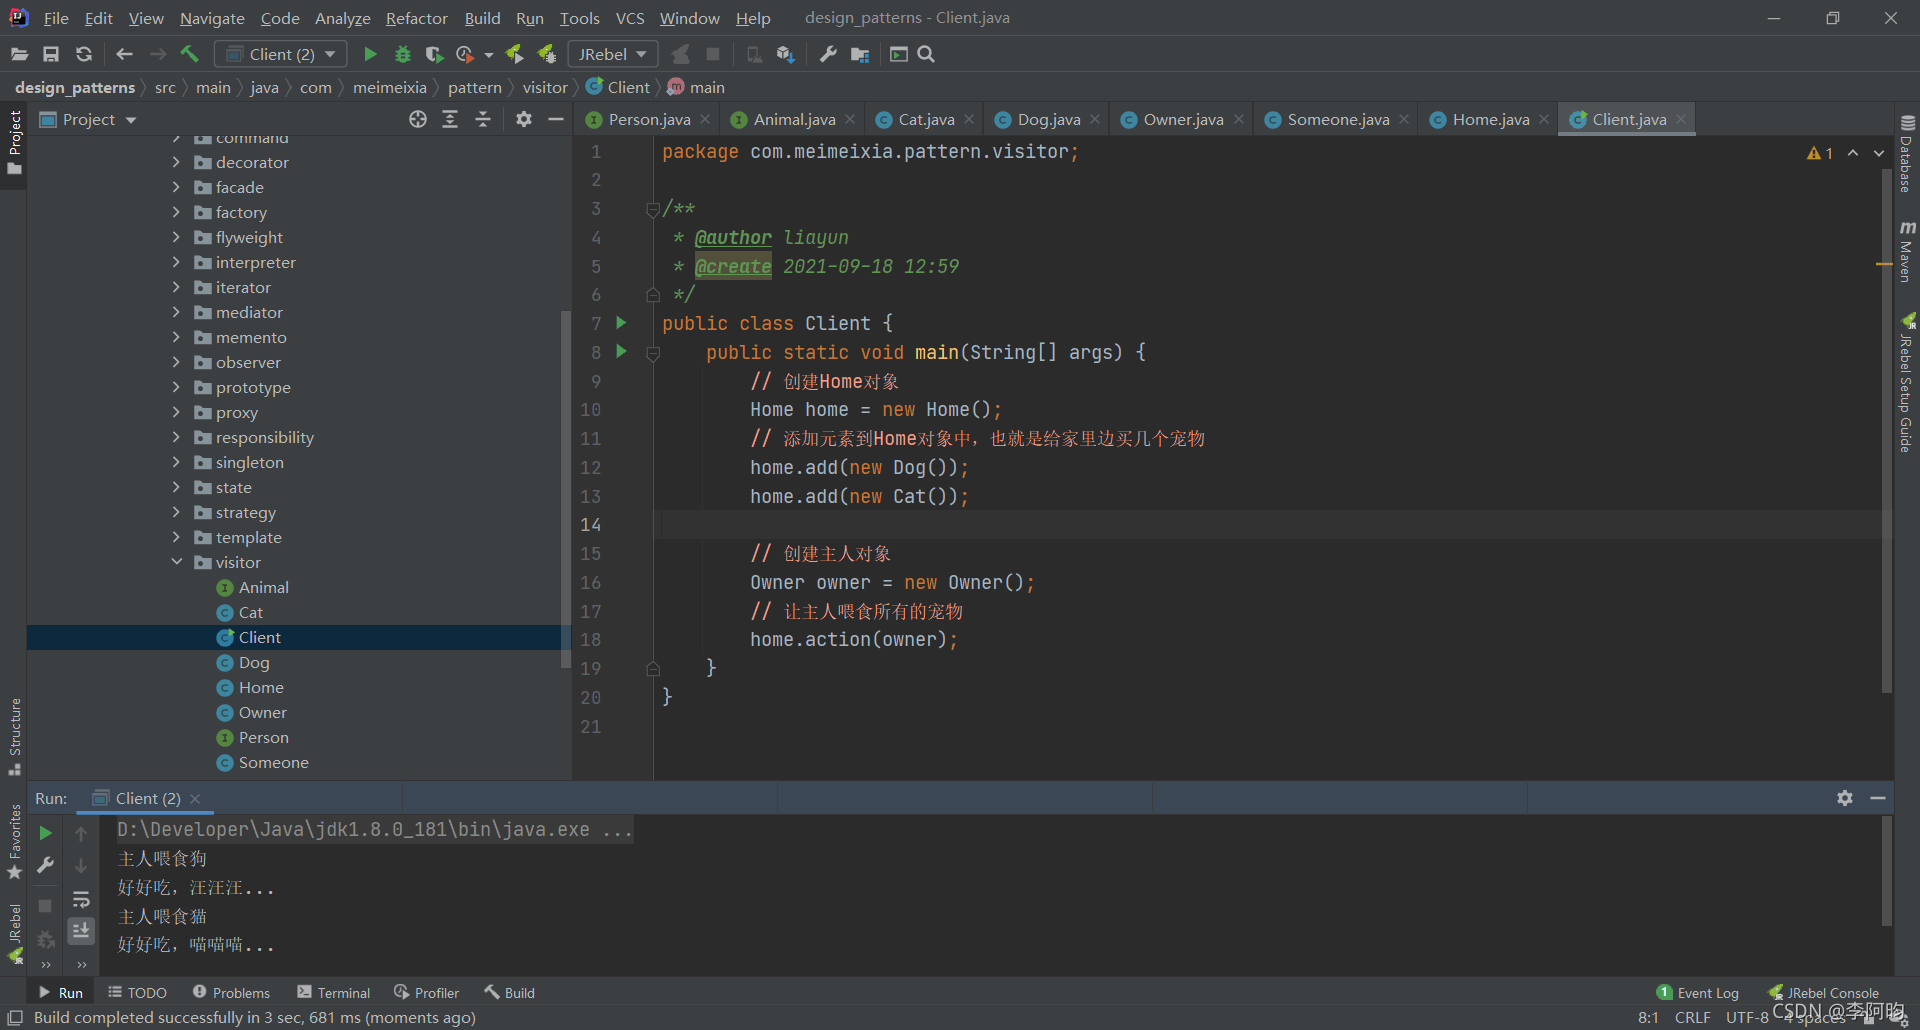 File Edit View Navigate Code Analyze Refactor Build Run Tools VCS Window Help design_patterns - Client.java
Client (2) JRebel
design_patterns src main java com meimeixia pattern visitor Client main
Project
Person.java Animal.java Cat.java Dog.java Owner.java Someone.java Home.java Client.java
Project
command
decorator
facade
factory
flyweight
interpreter
iterator
mediator
memento
observer
prototype
proxy
responsibility
singleton
state
strategy
template
visitor
Animal
Cat
Client
Dog
Home
Owner
Person
Someone
1 package com.meimeixia.pattern.visitor;
2
3 /**
4 * @author liayun
5 * @create 2021-09-18 12:59
6 */
7 public class Client {
8 public static void main(String[] args) {
9 // 创建Home对象
10 Home home = new Home();
11 // 添加元素到Home对象中，也就是给家里边买几个宠物
12 home.add(new Dog());
13 home.add(new Cat());
14
15 // 创建主人对象
16 Owner owner = new Owner();
17 // 让主人喂食所有的宠物
18 home.action(owner);
19 }
20 }
21
1
Database
Maven
JRebel Setup Guide
Structure
Favorites
JRebel
Run: Client (2)
D:\Developer\Java\jdk1.8.0_181\bin\java.exe ...
主人喂食狗
好好吃，汪汪汪...
主人喂食猫
好好吃，喵喵喵...
Run TODO Problems Terminal Profiler Build 1 Event Log JRebel Console
Build completed successfully in 3 sec, 681 ms (moments ago) 8:1 CRLF UTF-8 4 spaces
CSDN @李阿昀